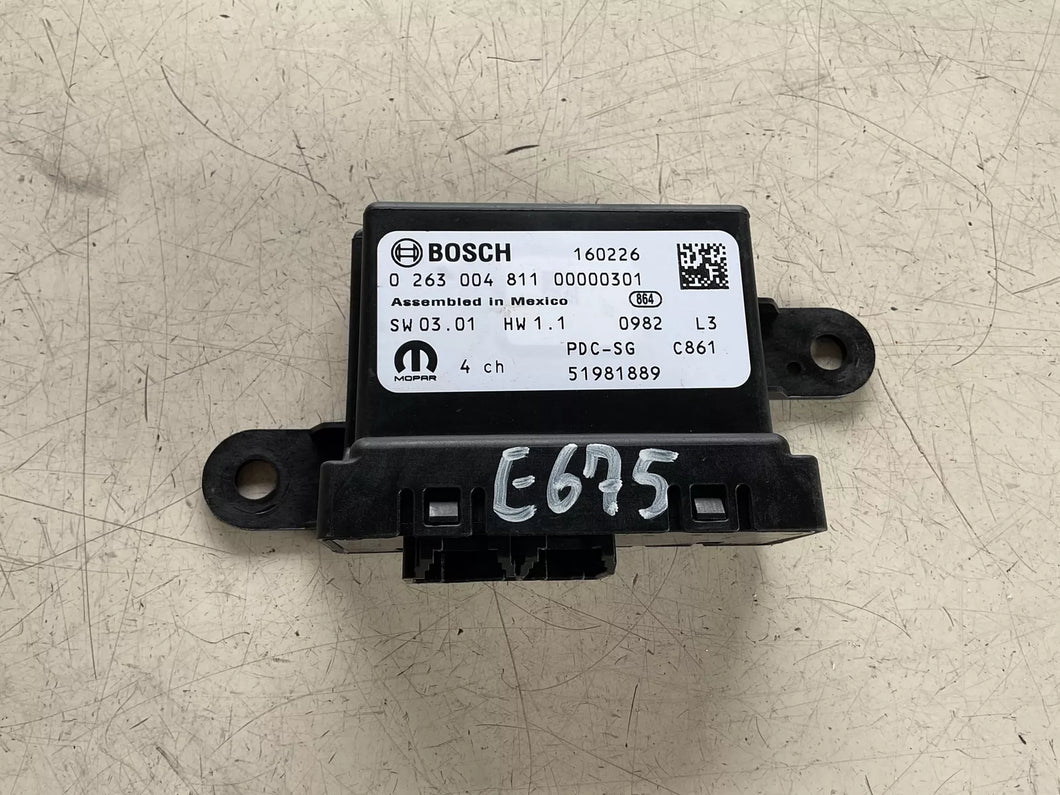 BOSCH 160226
0 263 004 811 00000301
Assembled in Mexico 864
SW 03.01 HW 1.1 0982 L3
PDC-SG C861
MOPAR 4 ch 51981889
E675